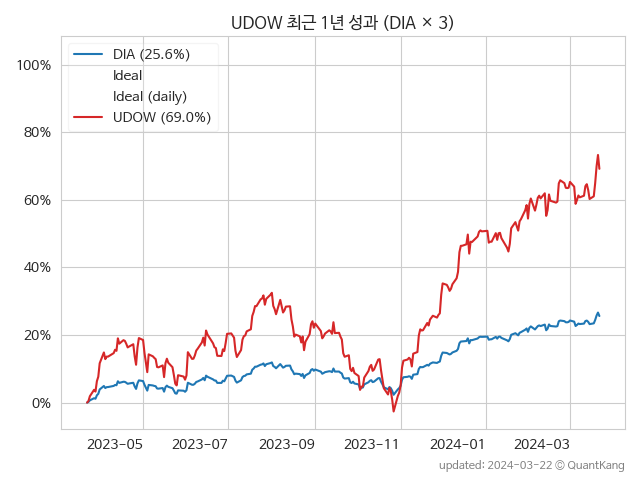 UDOW 최근 1년 성과 (DIA × 3)
DIA (25.6%)
Ideal
Ideal (daily)
UDOW (69.0%)
100%
80%
60%
40%
20%
0%
2023-05 2023-07 2023-09 2023-11 2024-01 2024-03
updated: 2024-03-22 © QuantKang